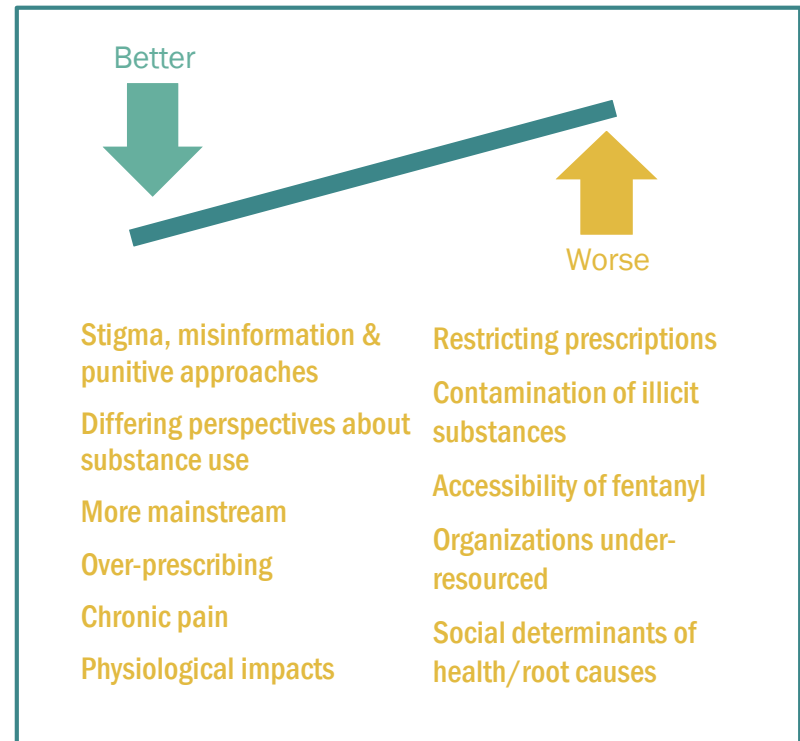 Better
Worse
Stigma, misinformation &
punitive approaches
Differing perspectives about
substance use
More mainstream
Over-prescribing
Chronic pain
Physiological impacts
Restricting prescriptions
Contamination of illicit
substances
Accessibility of fentanyl
Organizations under-
resourced
Social determinants of
health/root causes